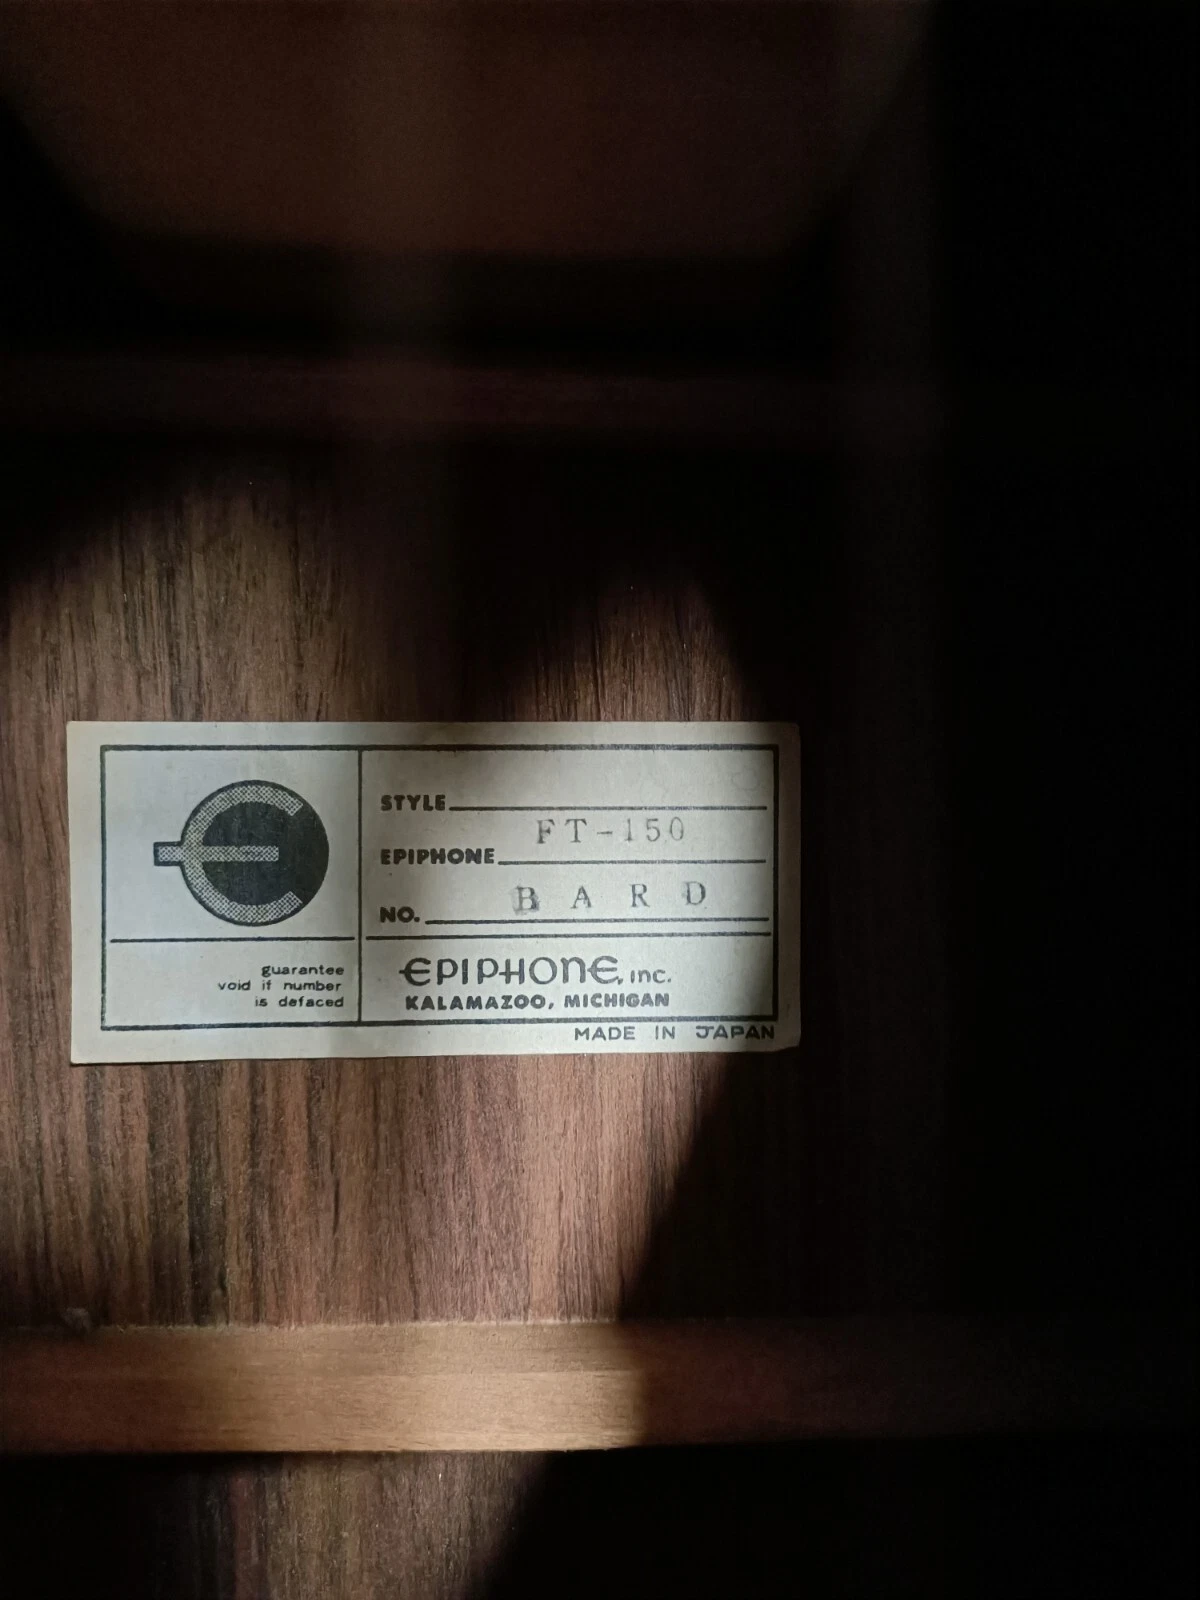 STYLE
FT-150
EPIPHONE
BARD
NO.
guarantee
void if number
is defaced
EPIPHONE, INC.
KALAMAZOO, MICHIGAN
MADE IN JAPAN